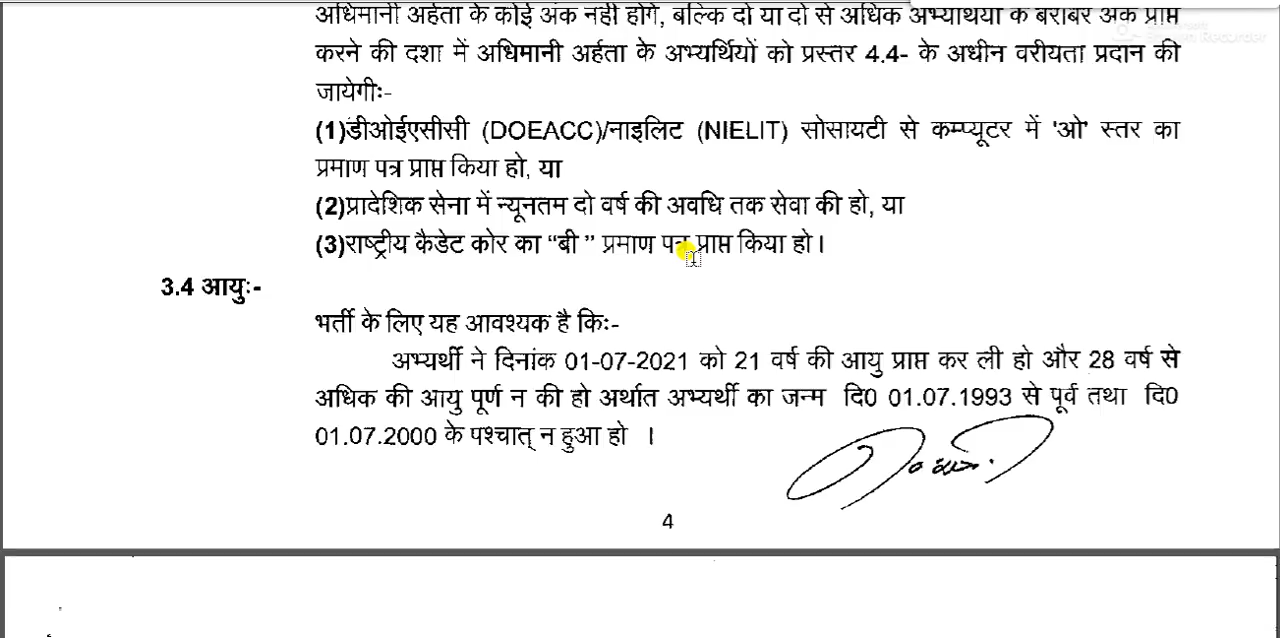 अधिमानी अर्हता के कोई अंक नही होगे, बल्कि दो या दो से अधिक अभ्यर्थियों के बराबर अंक प्राप्त
करने की दशा में अधिमानी अर्हता के अभ्यर्थियों को प्रस्तर 4.4- के अधीन वरीयता प्रदान की
जायेगीः-
(1)डीओईएसीसी (DOEACC)/नाइलिट (NIELIT) सोसायटी से कम्प्यूटर में 'ओ' स्तर का
प्रमाण पत्र प्राप्त किया हो, या
(2)प्रादेशिक सेना में न्यूनतम दो वर्ष की अवधि तक सेवा की हो, या
(3)राष्ट्रीय कैडेट कोर का “बी ” प्रमाण पत्र प्राप्त किया हो।
3.4 आयुः-
भर्ती के लिए यह आवश्यक है किः-
अभ्यर्थी ने दिनांक 01-07-2021 को 21 वर्ष की आयु प्राप्त कर ली हो और 28 वर्ष से
अधिक की आयु पूर्ण न की हो अर्थात अभ्यर्थी का जन्म दि0 01.07.1993 से पूर्व तथा दि0
01.07.2000 के पश्चात् न हुआ हो ।
4